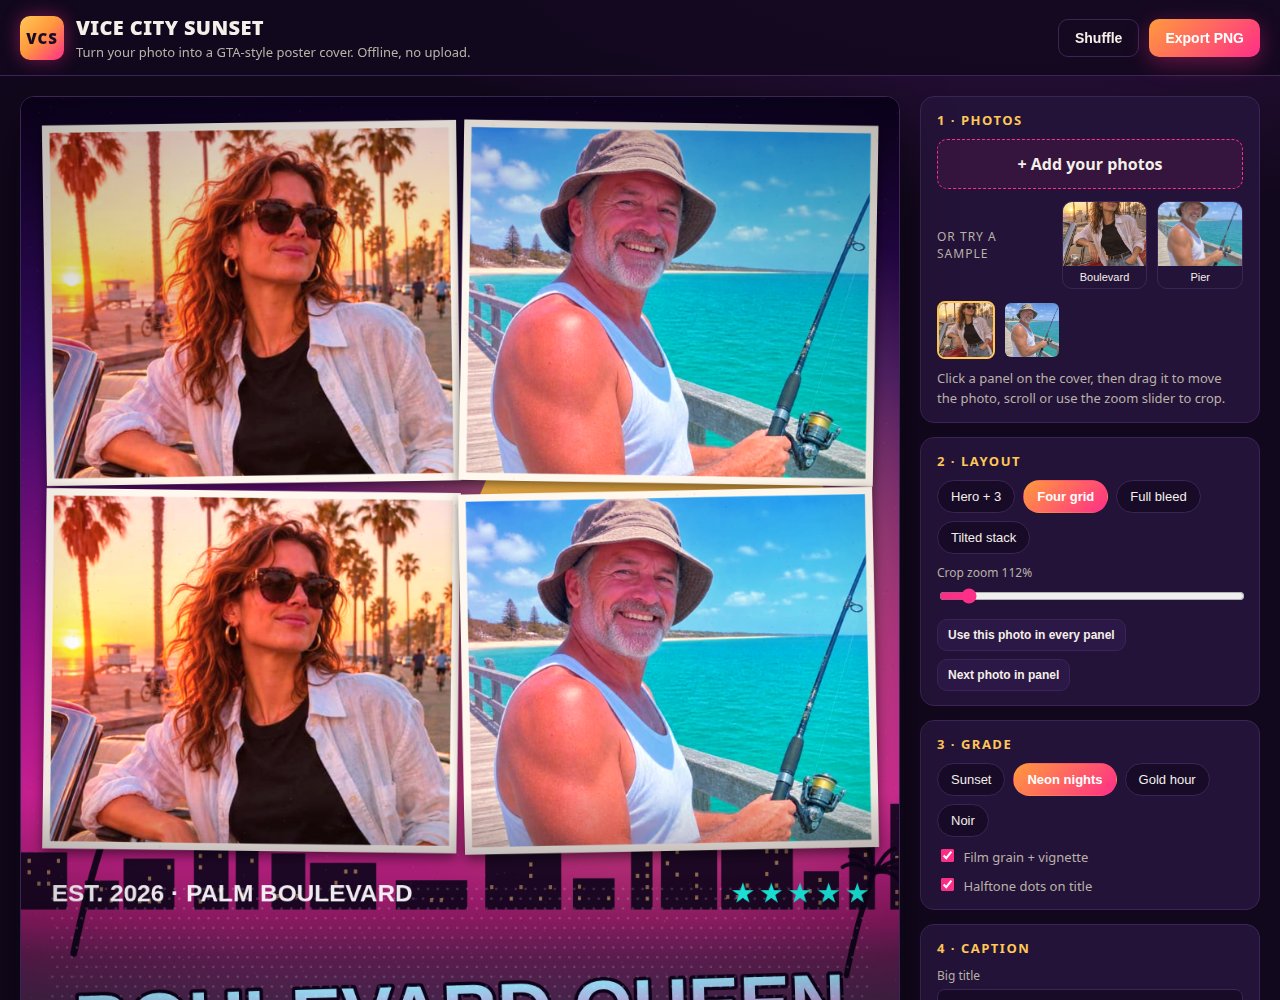 VCS
VICE CITY SUNSET
Turn your photo into a GTA-style poster cover. Offline, no upload.
Shuffle
Export PNG
EST. 2026 · PALM BOULEVARD
★★★★★
BOULEVARD QUEEN
1 · PHOTOS
+ Add your photos
OR TRY A
SAMPLE
Boulevard
Pier
Click a panel on the cover, then drag it to move
the photo, scroll or use the zoom slider to crop.
2 · LAYOUT
Hero + 3
Four grid
Full bleed
Tilted stack
Crop zoom 112%
Use this photo in every panel
Next photo in panel
3 · GRADE
Sunset
Neon nights
Gold hour
Noir
Film grain + vignette
Halftone dots on title
4 · CAPTION
Big title